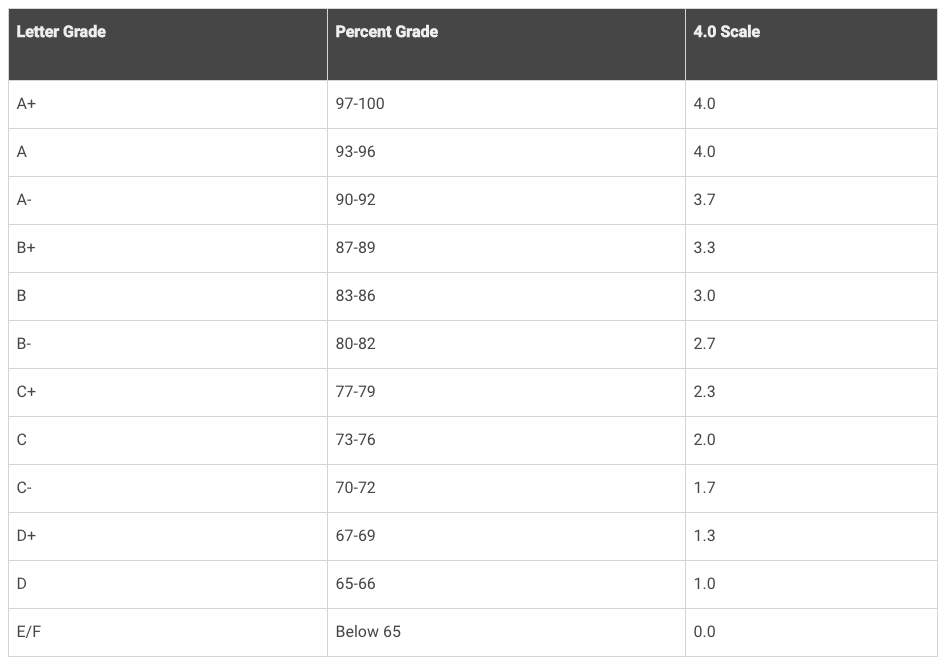 Letter Grade Percent Grade 4.0 Scale
A+ 97-100 4.0
A 93-96 4.0
A- 90-92 3.7
B+ 87-89 3.3
B 83-86 3.0
B- 80-82 2.7
C+ 77-79 2.3
C 73-76 2.0
C- 70-72 1.7
D+ 67-69 1.3
D 65-66 1.0
E/F Below 65 0.0